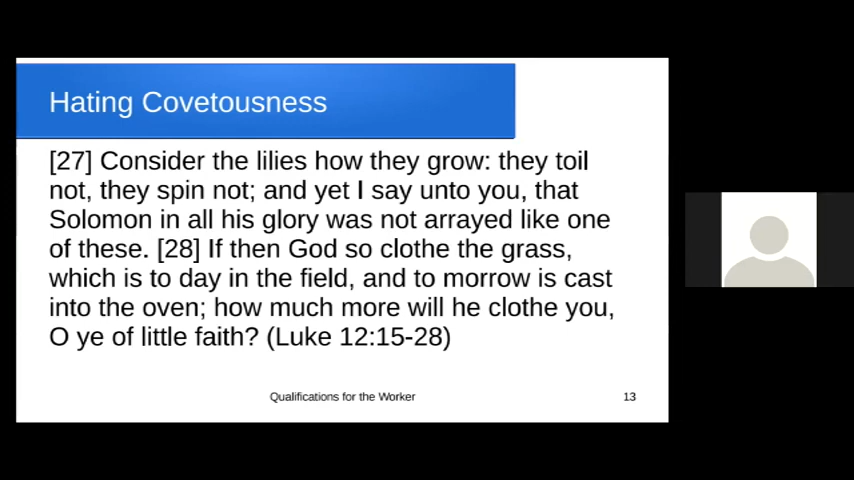 Hating Covetousness
[27] Consider the lilies how they grow: they toil
not, they spin not; and yet I say unto you, that
Solomon in all his glory was not arrayed like one
of these. [28] If then God so clothe the grass,
which is to day in the field, and to morrow is cast
into the oven; how much more will he clothe you,
O ye of little faith? (Luke 12:15-28)
Qualifications for the Worker
13